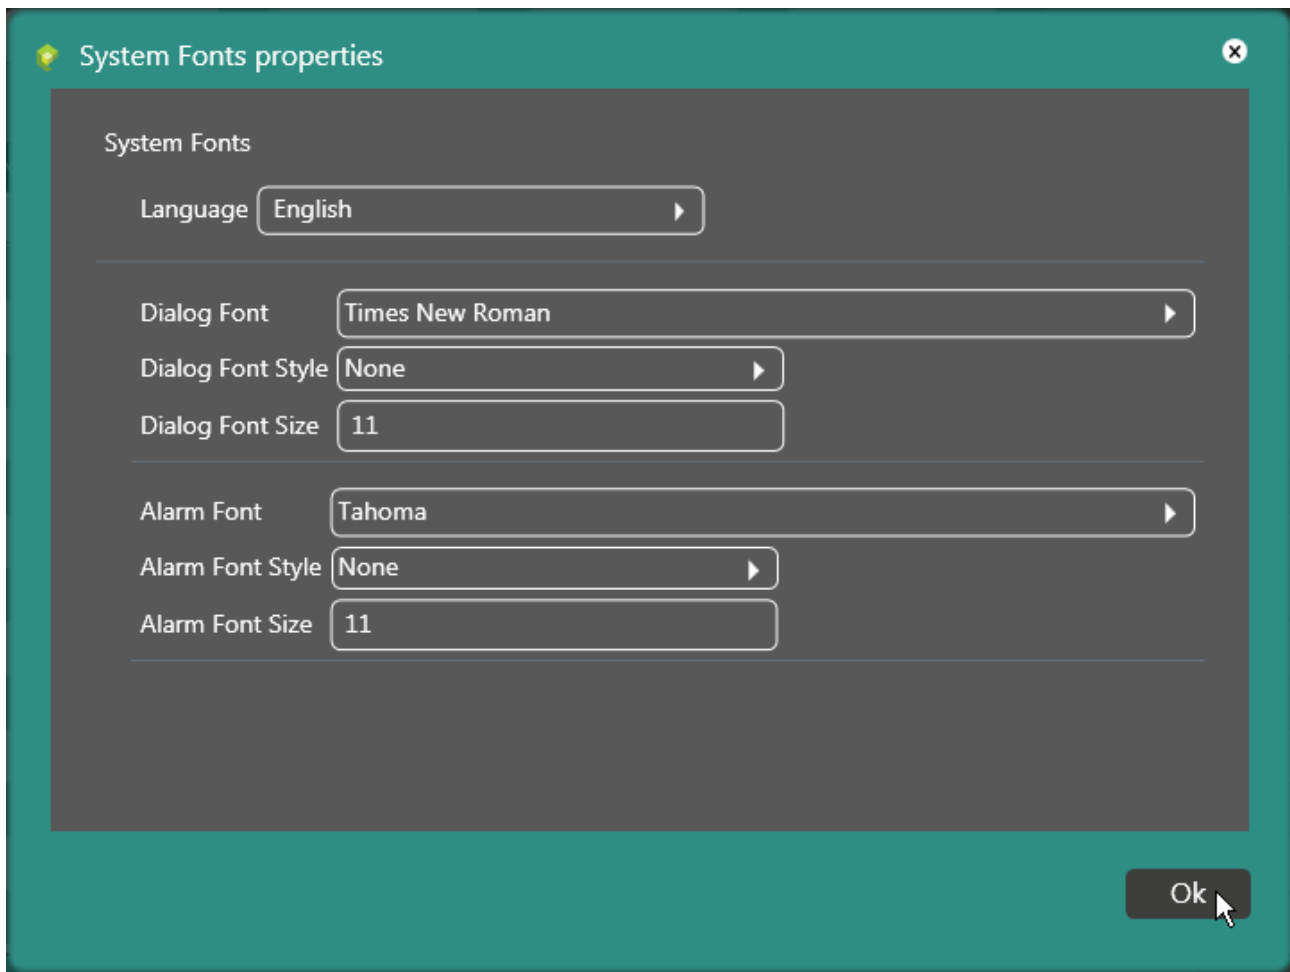 System Fonts properties
System Fonts
Language English
Dialog Font Times New Roman
Dialog Font Style None
Dialog Font Size 11
Alarm Font Tahoma
Alarm Font Style None
Alarm Font Size 11
Ok